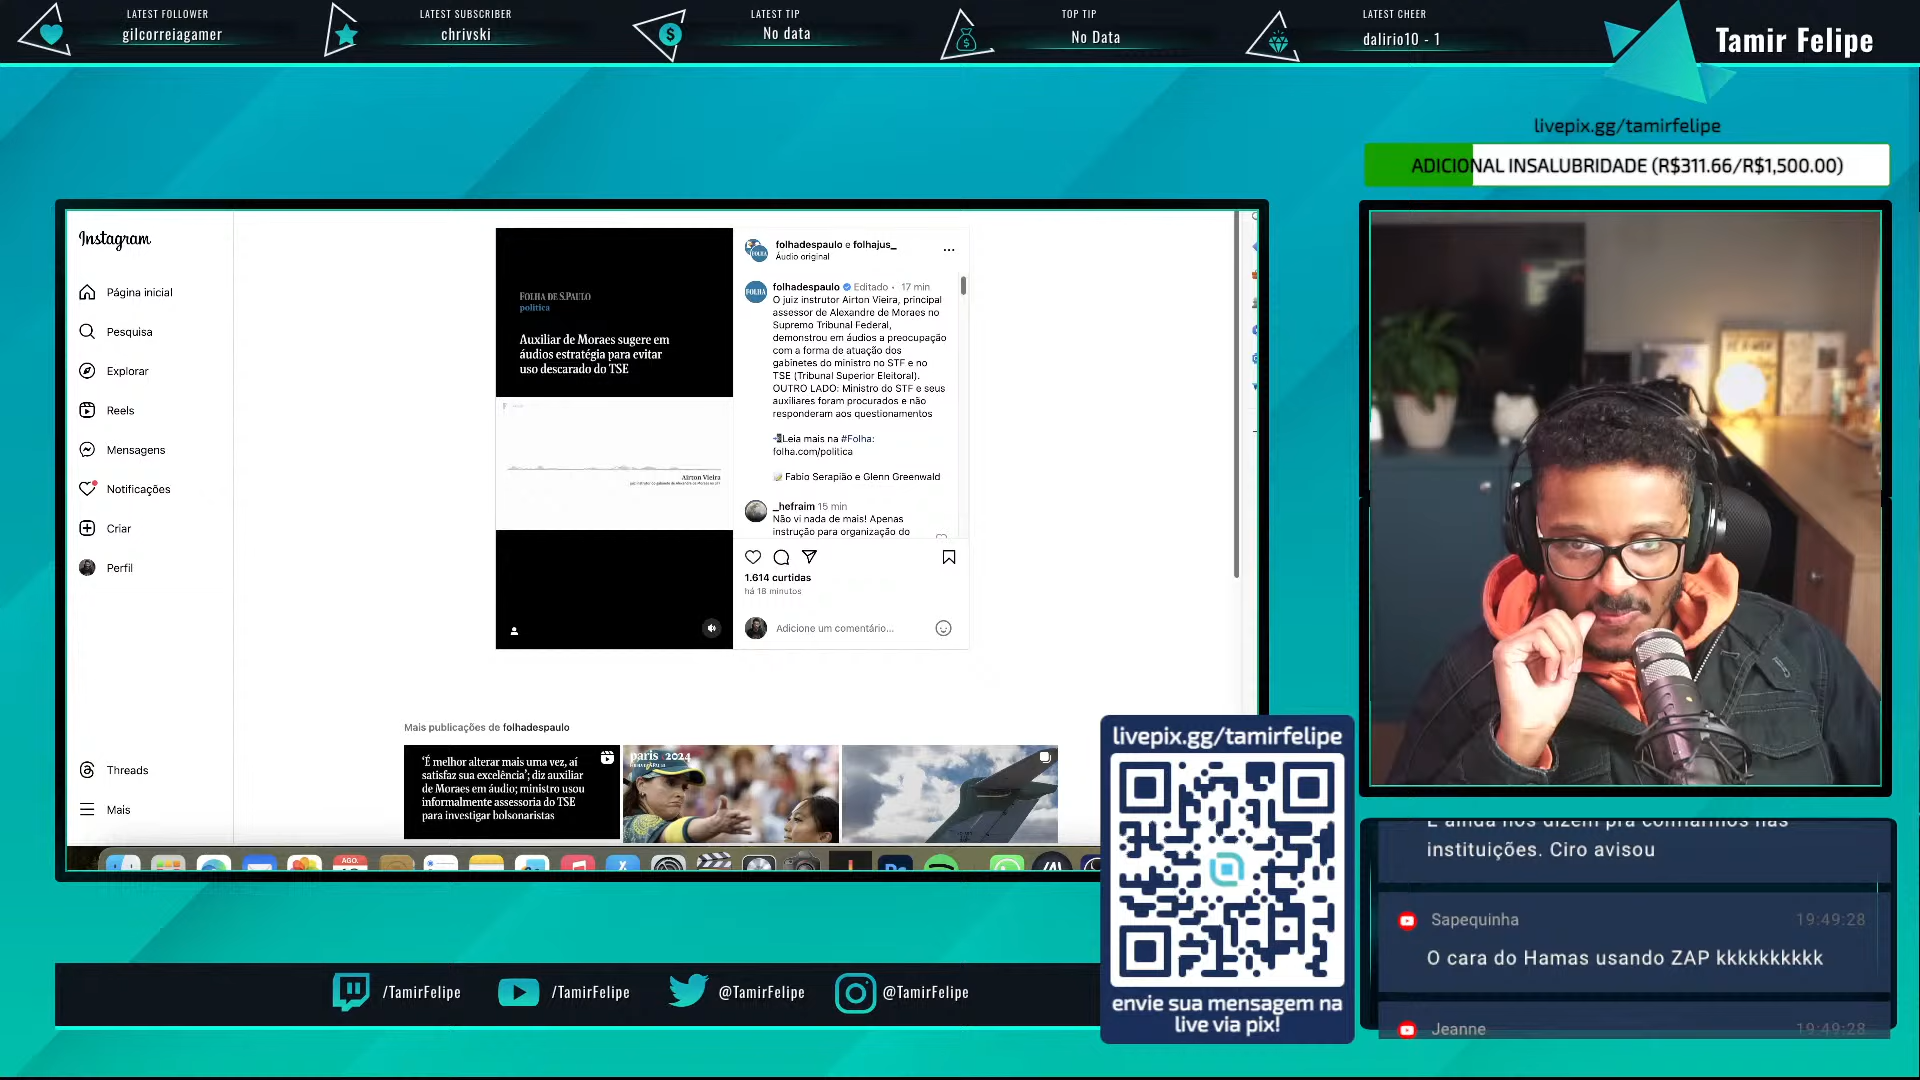 LATEST FOLLOWER
gilcorreiagamer
LATEST SUBSCRIBER
chrivski
LATEST TIP
No data
TOP TIP
No Data
LATEST CHEER
dalirio10 - 1
Tamir Felipe
livepix.gg/tamirfelipe
ADICIONAL INSALUBRIDADE (R$311.66/R$1,500.00)
Instagram
Página inicial
Pesquisa
Explorar
Reels
Mensagens
Notificações
Criar
Perfil
Threads
Mais
FOLHA DE S.PAULO
política
Auxiliar de Moraes sugere em
áudios estratégia para evitar
uso descarado do TSE
Airton Vieira
folhadespaulo e folhajus_
Áudio original
FOLHA
folhadespaulo Editado • 17 min
O juiz instrutor Airton Vieira, principal
assessor de Alexandre de Moraes no
Supremo Tribunal Federal,
demonstrou em áudios a preocupação
com a forma de atuação dos
gabinetes do ministro no STF e no
TSE (Tribunal Superior Eleitoral).
OUTRO LADO: Ministro do STF e seus
auxiliares foram procurados e não
responderam aos questionamentos
Leia mais na #Folha:
folha.com/politica
Fabio Serapião e Glenn Greenwald
_hefraim 15 min
Não vi nada de mais! Apenas
instrução para organização do
1.614 curtidas
há 18 minutos
Adicione um comentário...
Mais publicações de folhadespaulo
'É melhor alterar mais uma vez, aí
satisfaz sua excelência'; diz auxiliar
de Moraes em áudio; ministro usou
informalmente assessoria do TSE
para investigar bolsonaristas
paris 2024
AGO.
livepix.gg/tamirfelipe
envie sua mensagem na
live via pix!
E ainda nos dizem pra confiarmos nas
instituições. Ciro avisou
Sapequinha 19:49:28
O cara do Hamas usando ZAP kkkkkkkkkk
Jeanne 19:49:28
/TamirFelipe
/TamirFelipe
@TamirFelipe
@TamirFelipe